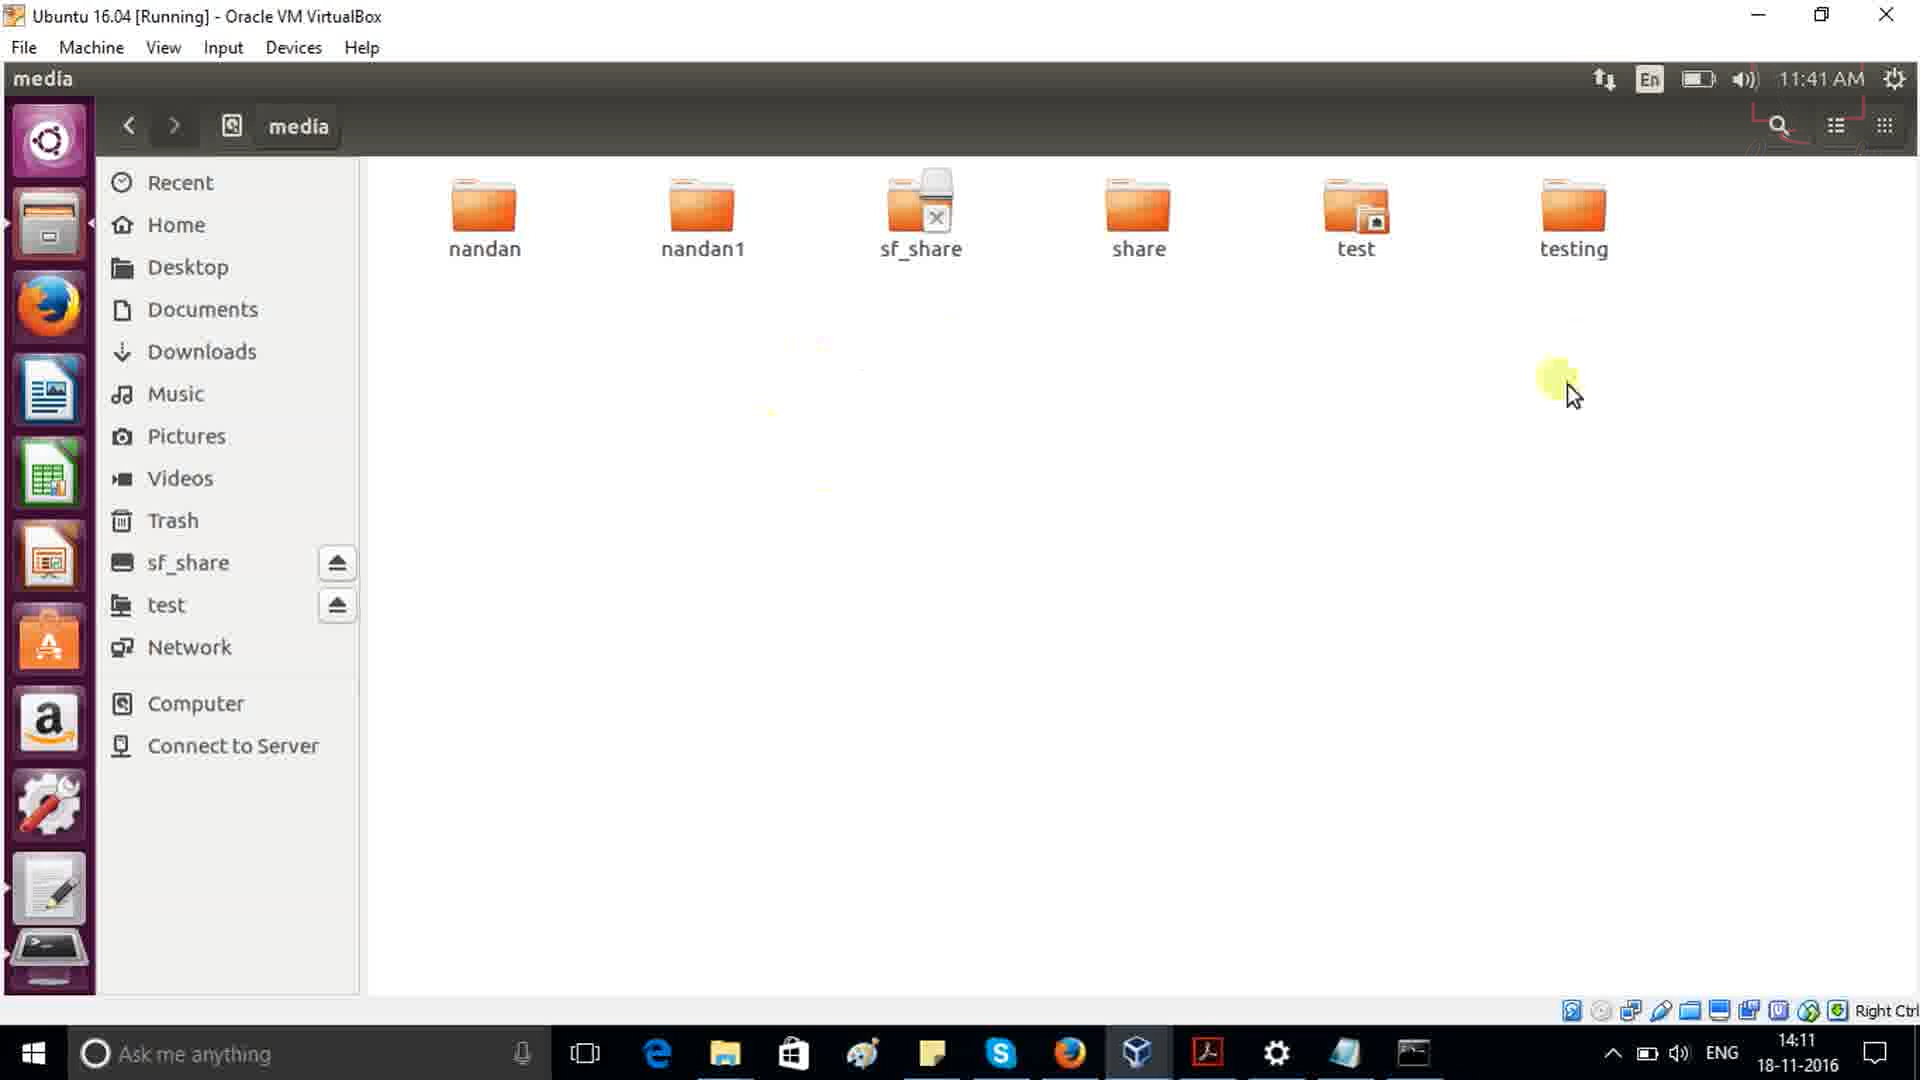 Ubuntu 16.04 [Running] - Oracle VM VirtualBox
File Machine View Input Devices Help
media
En
11:41 AM
media
Recent
Home
Desktop
Documents
Downloads
Music
Pictures
Videos
Trash
sf_share
test
Network
Computer
Connect to Server
nandan
nandan1
sf_share
share
test
testing
Right Ctrl
Ask me anything
ENG
14:11
18-11-2016